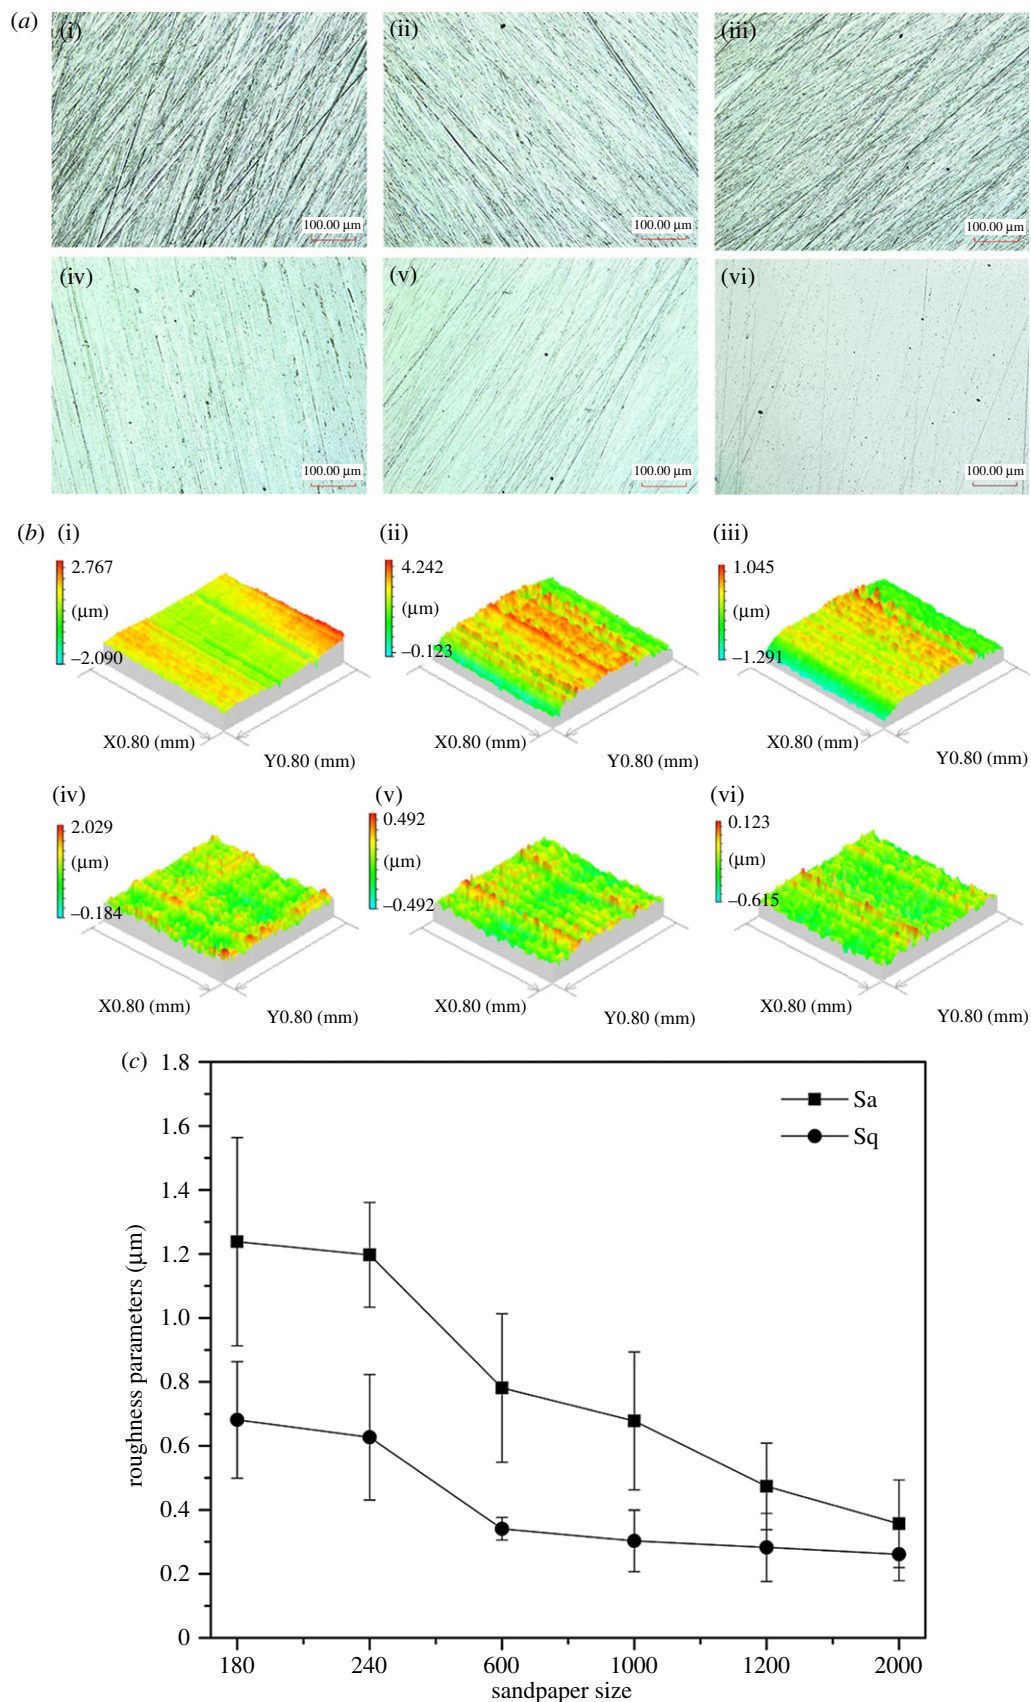 (a) (i) (ii) (iii)
100.00 μm 100.00 μm 100.00 μm
(iv) (v) (vi)
100.00 μm 100.00 μm 100.00 μm
(b) (i) (ii) (iii)
2.767 4.242 1.045
(μm) (μm) (μm)
–2.090 –0.123 –1.291
X0.80 (mm) X0.80 (mm) X0.80 (mm)
Y0.80 (mm) Y0.80 (mm) Y0.80 (mm)
(iv) (v) (vi)
2.029 0.492 0.123
(μm) (μm) (μm)
–0.184 –0.492 –0.615
X0.80 (mm) X0.80 (mm) X0.80 (mm)
Y0.80 (mm) Y0.80 (mm) Y0.80 (mm)
(c)
1.8
1.6
1.4
1.2
1.0
0.8
0.6
0.4
0.2
0
roughness parameters (μm)
Sa
Sq
180 240 600 1000 1200 2000
sandpaper size